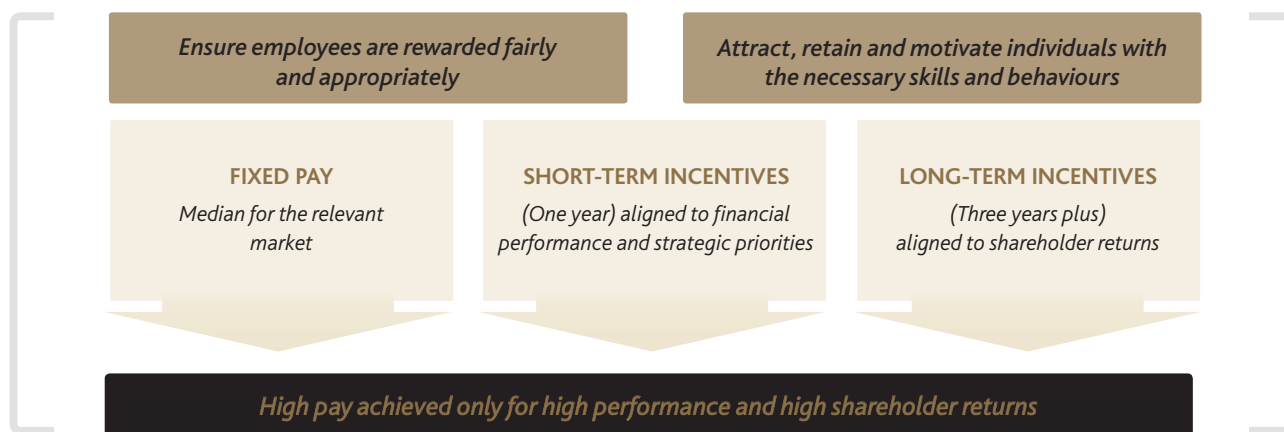 Ensure employees are rewarded fairly
and appropriately
Attract, retain and motivate individuals with
the necessary skills and behaviours
FIXED PAY
Median for the relevant
market
SHORT-TERM INCENTIVES
(One year) aligned to financial
performance and strategic priorities
LONG-TERM INCENTIVES
(Three years plus)
aligned to shareholder returns
High pay achieved only for high performance and high shareholder returns